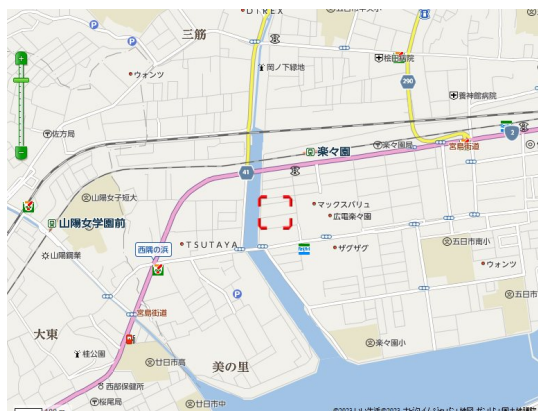 DIREX
三筋
ウォンツ
岡ノ下緑地
桧田病院
290
養神館病院
佐方局
楽々園
楽々園局
宮島街道
2
41
山陽女子短大
マックスバリュ
広電楽々園
山陽女学園前
TSUTAYA
ザグザグ
五日市南小
西隅の浜
ウォンツ
山陽鋼業
五日市
宮島街道
大東
楽々園小
桂公園
廿日市高
美の里
西部保健所
桜尾局
廿日市中